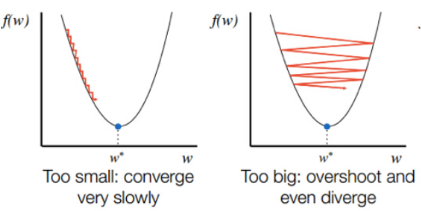 f(w)
w*
w
Too small: converge
very slowly
f(w)
w*
w
Too big: overshoot and
even diverge